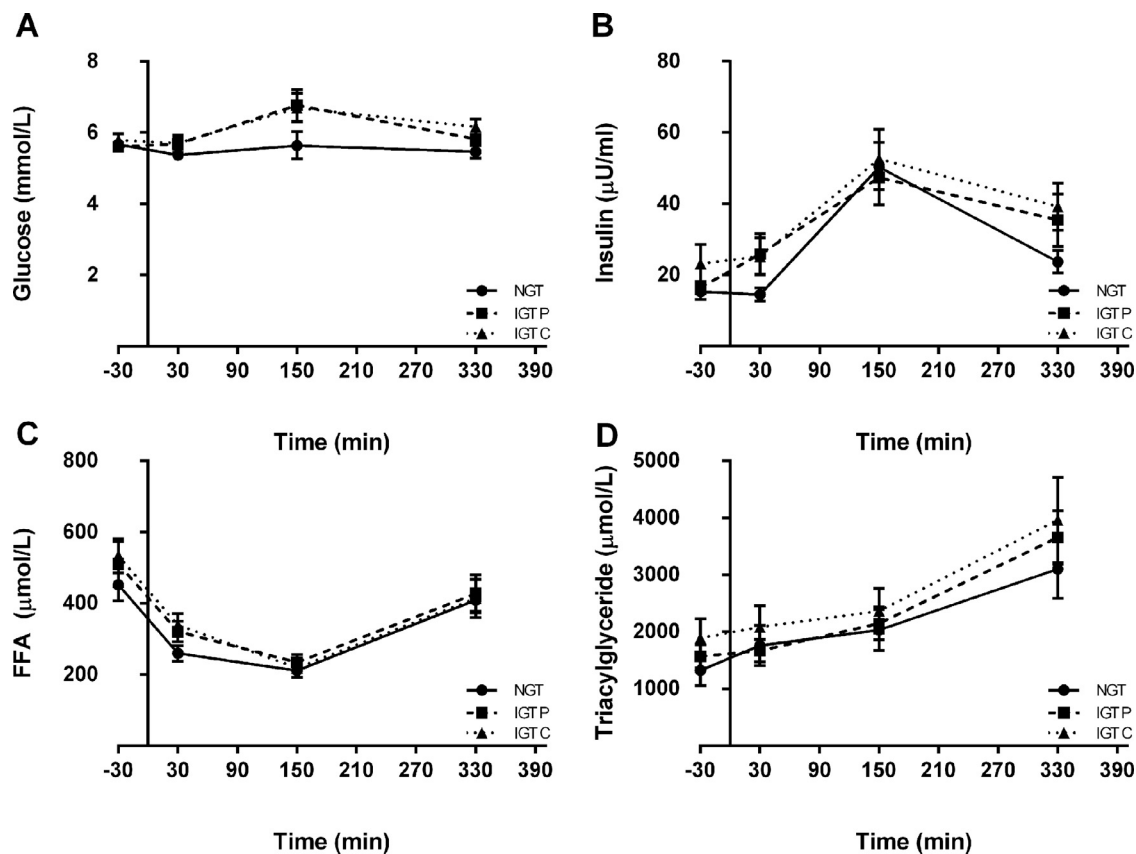 A
Glucose (mmol/L)
8
6
4
2
NGT
IGT P
IGT C
-30 30 90 150 210 270 330 390
Time (min)
B
Insulin (μU/ml)
80
60
40
20
NGT
IGT P
IGT C
-30 30 90 150 210 270 330 390
Time (min)
C
FFA (μmol/L)
800
600
400
200
NGT
IGT P
IGT C
-30 30 90 150 210 270 330 390
Time (min)
D
Triacylglyceride (μmol/L)
5000
4000
3000
2000
1000
NGT
IGT P
IGT C
-30 30 90 150 210 270 330 390
Time (min)